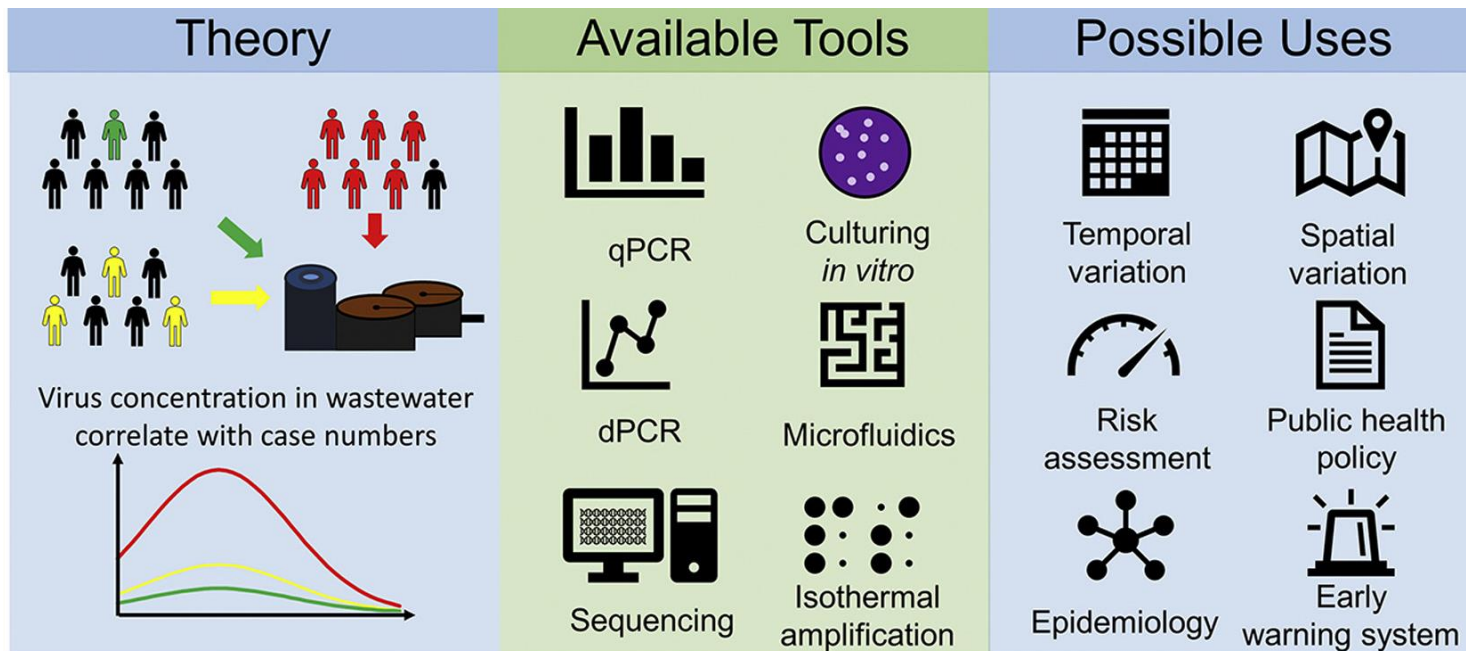 Theory
Virus concentration in wastewater
correlate with case numbers
Available Tools
qPCR
Culturing
in vitro
dPCR
Microfluidics
Sequencing
Isothermal
amplification
Possible Uses
Temporal
variation
Spatial
variation
Risk
assessment
Public health
policy
Epidemiology
Early
warning system